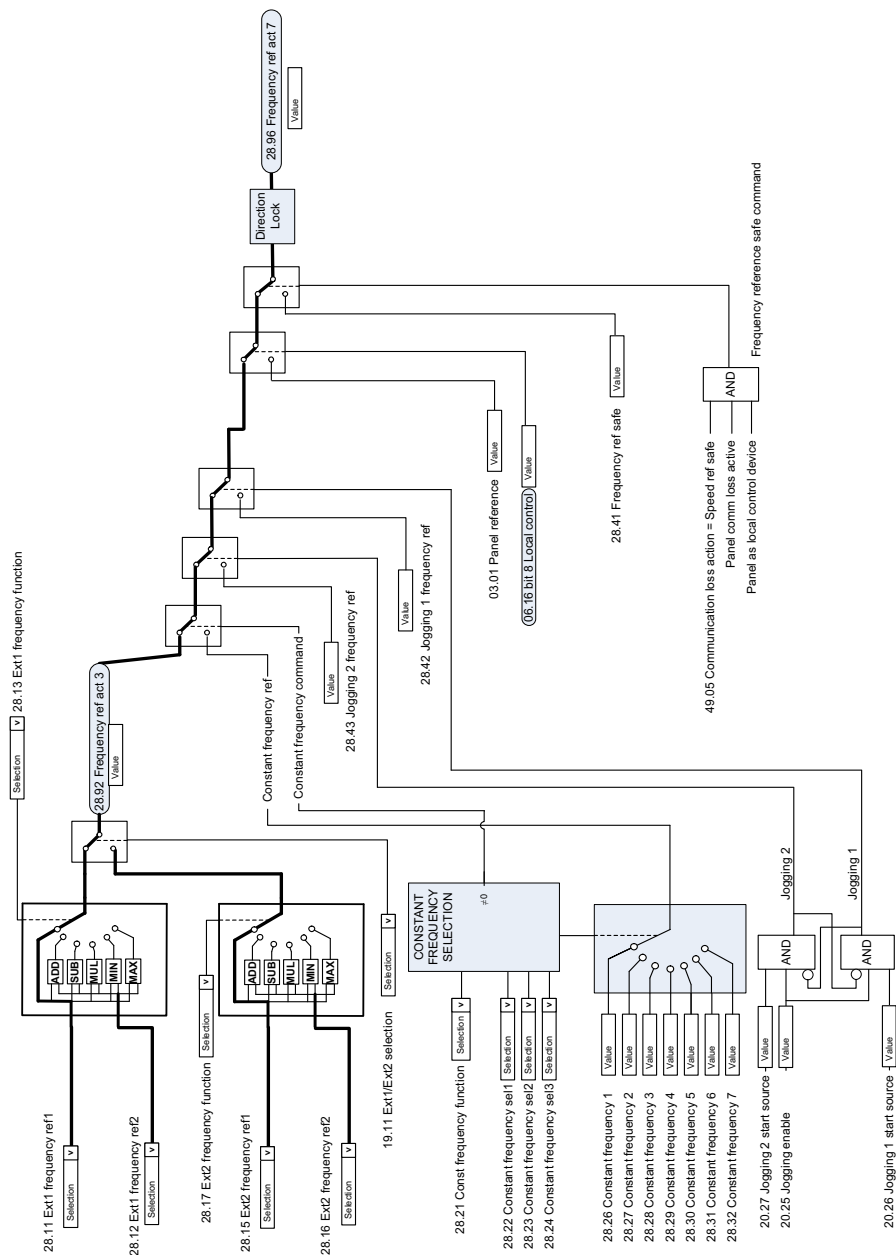 28.11 Ext1 frequency ref1
Selection v
28.12 Ext1 frequency ref2
Selection v
ADD
SUB
MUL
MIN
MAX
Selection v 28.13 Ext1 frequency function
28.17 Ext2 frequency function
Selection v
28.15 Ext2 frequency ref1
Selection v
28.16 Ext2 frequency ref2
Selection v
ADD
SUB
MUL
MIN
MAX
19.11 Ext1/Ext2 selection
Selection v
28.92 Frequency ref act 3
Value
28.21 Const frequency function Selection v
28.22 Constant frequency sel1 Selection v
28.23 Constant frequency sel2 Selection v
28.24 Constant frequency sel3 Selection v
CONSTANT
FREQUENCY
SELECTION
≠0
Constant frequency ref
Constant frequency command
28.26 Constant frequency 1 Value
28.27 Constant frequency 2 Value
28.28 Constant frequency 3 Value
28.29 Constant frequency 4 Value
28.30 Constant frequency 5 Value
28.31 Constant frequency 6 Value
28.32 Constant frequency 7 Value
20.27 Jogging 2 start source Value
20.25 Jogging enable Value
20.26 Jogging 1 start source Value
AND
AND
Jogging 2
Jogging 1
Value
28.43 Jogging 2 frequency ref
Value
28.42 Jogging 1 frequency ref
03.01 Panel reference Value
06.16 bit 8 Local control Value
28.41 Frequency ref safe Value
49.05 Communication loss action = Speed ref safe
Panel comm loss active
Panel as local control device
AND
Frequency reference safe command
Direction
Lock
28.96 Frequency ref act 7
Value